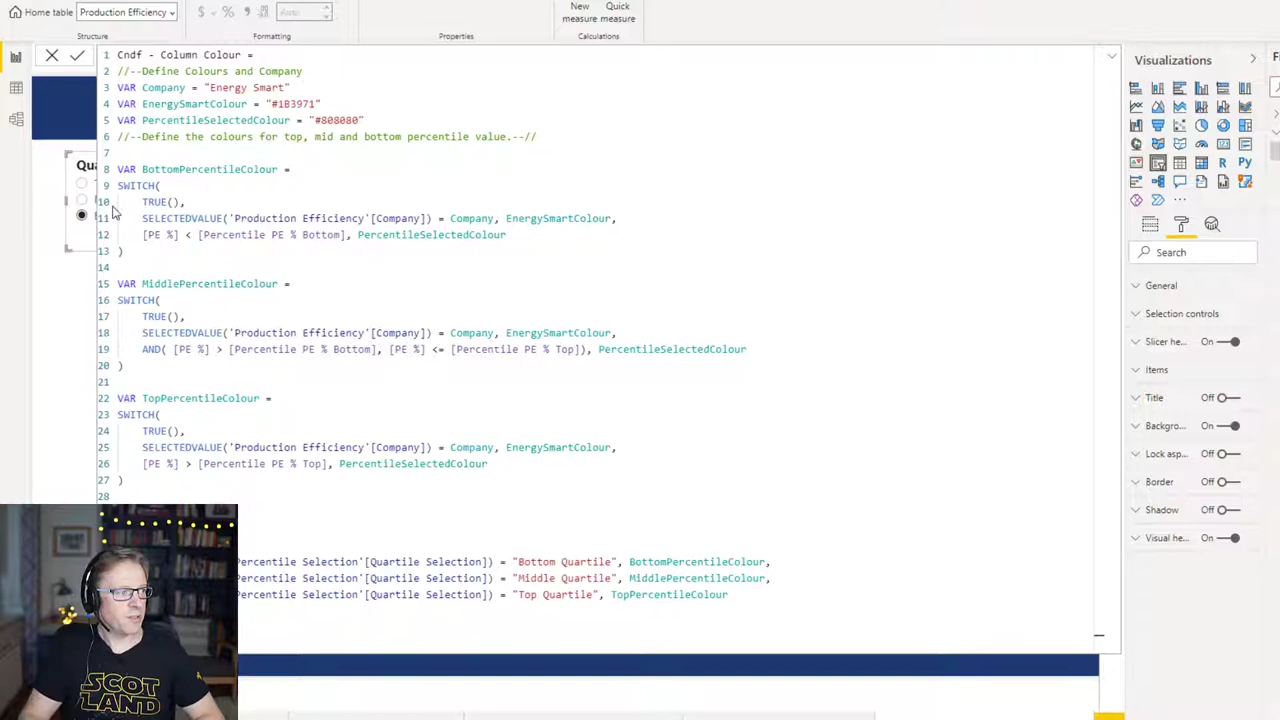 Home table
Production Efficiency
Auto
New measure
Quick measure
Structure
Formatting
Properties
Calculations
1 Cndf - Column Colour =
2 //--Define Colours and Company
3 VAR Company = "Energy Smart"
4 VAR EnergySmartColour = "#1B3971"
5 VAR PercentileSelectedColour = "#808080"
6 //--Define the colours for top, mid and bottom percentile value.--//
7
8 VAR BottomPercentileColour =
9 SWITCH(
10 TRUE(),
11 SELECTEDVALUE('Production Efficiency'[Company]) = Company, EnergySmartColour,
12 [PE %] < [Percentile PE % Bottom], PercentileSelectedColour
13 )
14
15 VAR MiddlePercentileColour =
16 SWITCH(
17 TRUE(),
18 SELECTEDVALUE('Production Efficiency'[Company]) = Company, EnergySmartColour,
19 AND( [PE %] > [Percentile PE % Bottom], [PE %] <= [Percentile PE % Top]), PercentileSelectedColour
20 )
21
22 VAR TopPercentileColour =
23 SWITCH(
24 TRUE(),
25 SELECTEDVALUE('Production Efficiency'[Company]) = Company, EnergySmartColour,
26 [PE %] > [Percentile PE % Top], PercentileSelectedColour
27 )
28
ercentile Selection'[Quartile Selection]) = "Bottom Quartile", BottomPercentileColour,
ercentile Selection'[Quartile Selection]) = "Middle Quartile", MiddlePercentileColour,
ercentile Selection'[Quartile Selection]) = "Top Quartile", TopPercentileColour
Qua
Visualizations
Fi
R
Py
Search
General
Selection controls
Slicer he... On
Items
Title Off
Backgro... On
Lock asp... Off
Border Off
Shadow Off
Visual he... On
SCOT
LAND